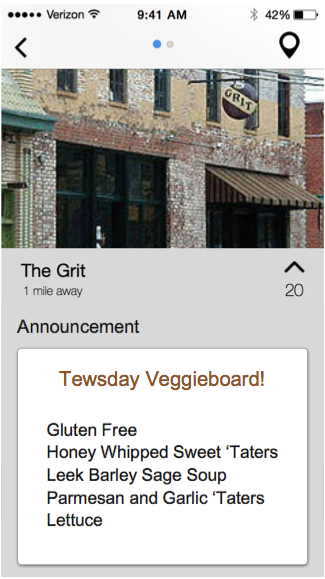 Verizon 9:41 AM 42%
GRIT
The Grit
1 mile away
20
Announcement
Tewsday Veggieboard!
Gluten Free
Honey Whipped Sweet ‘Taters
Leek Barley Sage Soup
Parmesan and Garlic ‘Taters
Lettuce